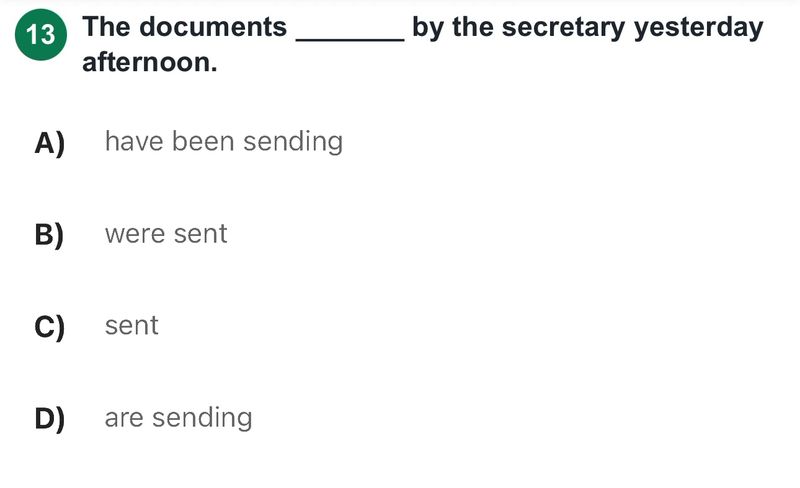 13 The documents _______ by the secretary yesterday
afternoon.
A) have been sending
B) were sent
C) sent
D) are sending